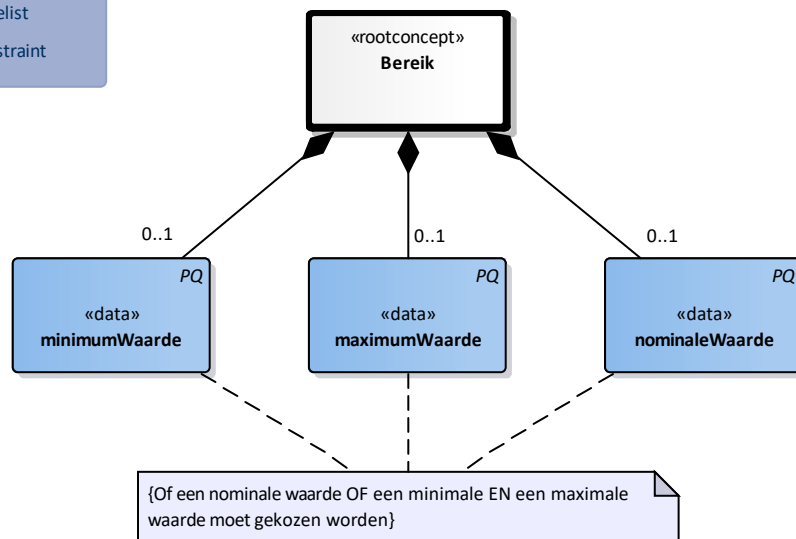 elist
straint
«rootconcept»
Bereik
0..1
0..1
0..1
PQ
«data»
minimumWaarde
PQ
«data»
maximumWaarde
PQ
«data»
nominaleWaarde
{Of een nominale waarde OF een minimale EN een maximale
waarde moet gekozen worden}